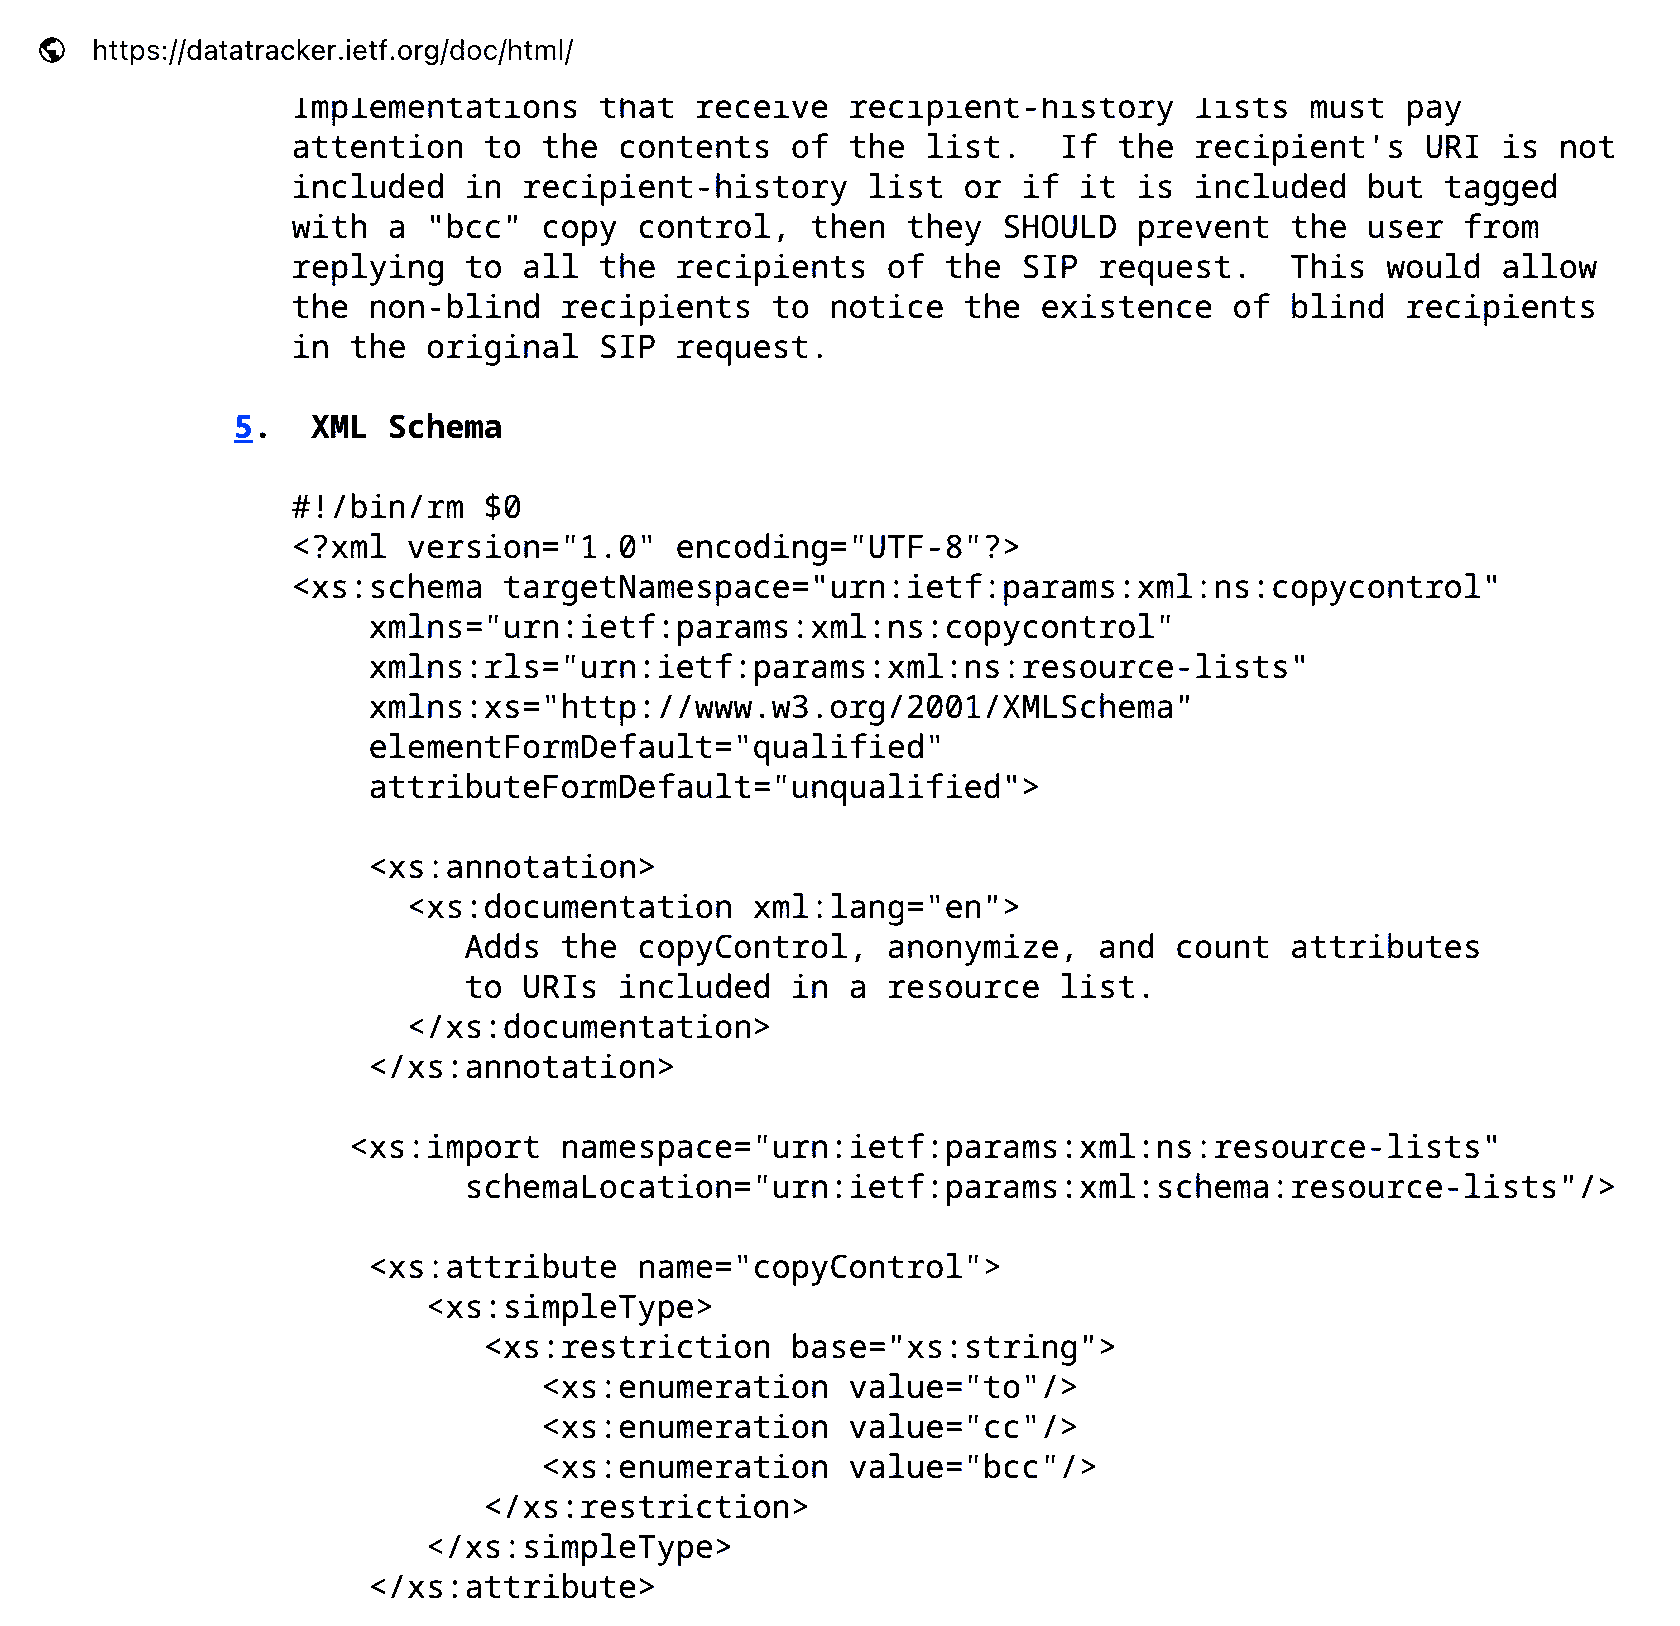 https://datatracker.ietf.org/doc/html/
Implementations that receive recipient-history lists must pay
attention to the contents of the list.  If the recipient's URI is not
included in recipient-history list or if it is included but tagged
with a "bcc" copy control, then they SHOULD prevent the user from
replying to all the recipients of the SIP request.  This would allow
the non-blind recipients to notice the existence of blind recipients
in the original SIP request.
5.  XML Schema
#!/bin/rm $0
<?xml version="1.0" encoding="UTF-8"?>
<xs:schema targetNamespace="urn:ietf:params:xml:ns:copycontrol"
    xmlns="urn:ietf:params:xml:ns:copycontrol"
    xmlns:rls="urn:ietf:params:xml:ns:resource-lists"
    xmlns:xs="http://www.w3.org/2001/XMLSchema"
    elementFormDefault="qualified"
    attributeFormDefault="unqualified">
    <xs:annotation>
      <xs:documentation xml:lang="en">
         Adds the copyControl, anonymize, and count attributes
         to URIs included in a resource list.
      </xs:documentation>
    </xs:annotation>
   <xs:import namespace="urn:ietf:params:xml:ns:resource-lists"
         schemaLocation="urn:ietf:params:xml:schema:resource-lists"/>
    <xs:attribute name="copyControl">
       <xs:simpleType>
          <xs:restriction base="xs:string">
             <xs:enumeration value="to"/>
             <xs:enumeration value="cc"/>
             <xs:enumeration value="bcc"/>
          </xs:restriction>
       </xs:simpleType>
    </xs:attribute>